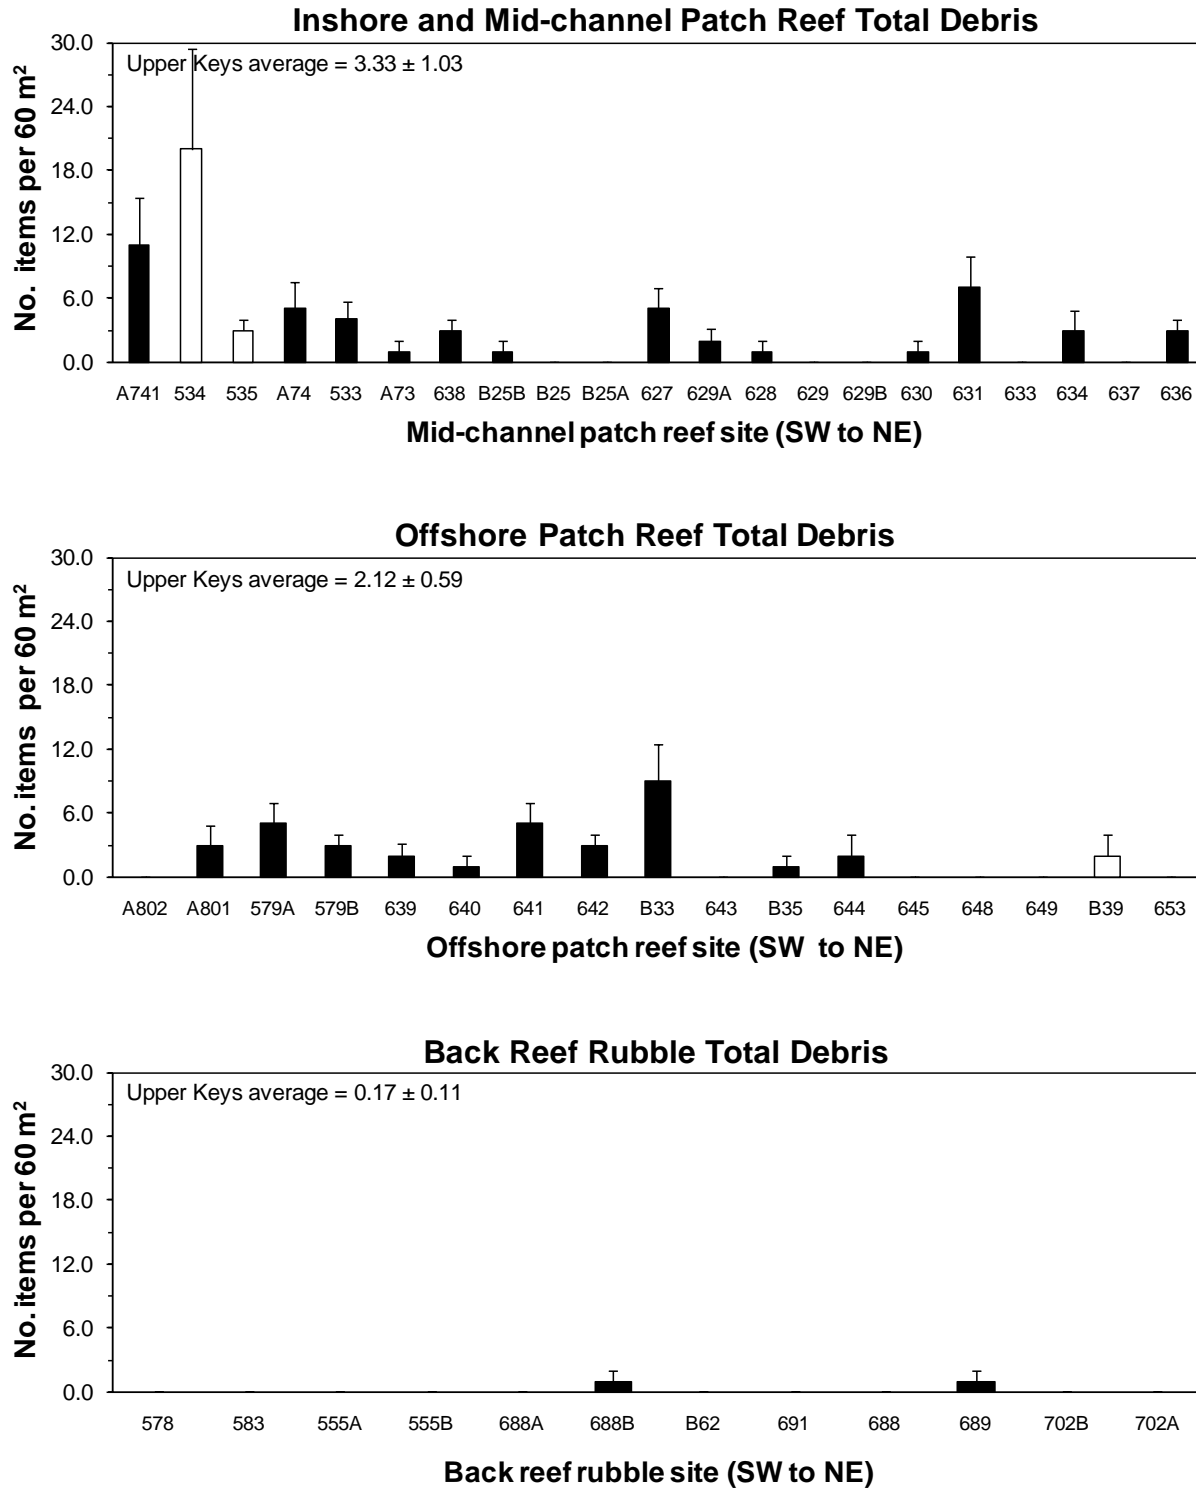 Inshore and Mid-channel Patch Reef Total Debris
Upper Keys average = 3.33 ± 1.03
No. items per 60 m²
30.0
24.0
18.0
12.0
6.0
0.0
A741 534 535 A74 533 A73 638 B25B B25 B25A 627 629A 628 629 629B 630 631 633 634 637 636
Mid-channel patch reef site (SW to NE)
Offshore Patch Reef Total Debris
Upper Keys average = 2.12 ± 0.59
No. items per 60 m²
30.0
24.0
18.0
12.0
6.0
0.0
A802 A801 579A 579B 639 640 641 642 B33 643 B35 644 645 648 649 B39 653
Offshore patch reef site (SW to NE)
Back Reef Rubble Total Debris
Upper Keys average = 0.17 ± 0.11
No. items per 60 m²
30.0
24.0
18.0
12.0
6.0
0.0
578 583 555A 555B 688A 688B B62 691 688 689 702B 702A
Back reef rubble site (SW to NE)